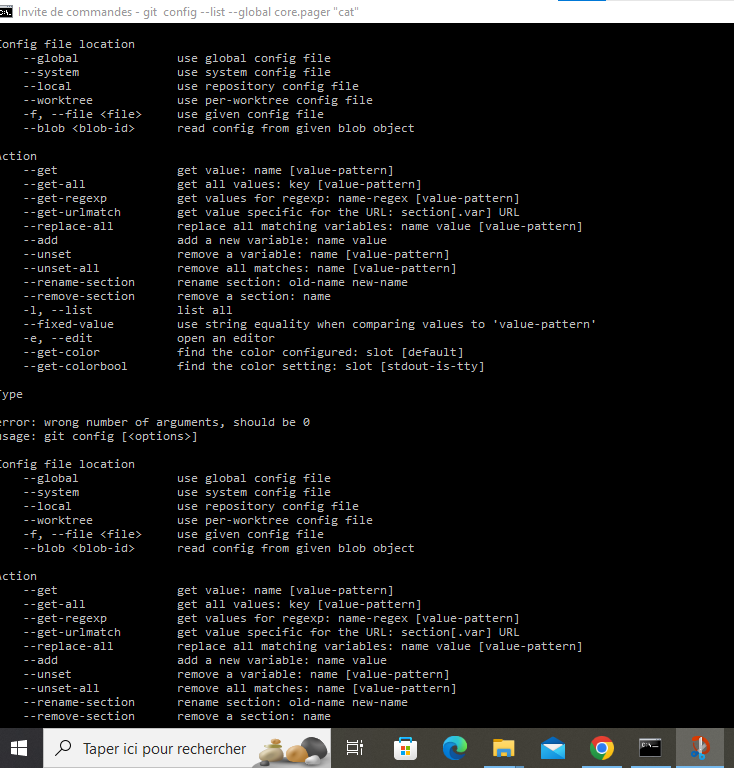 Invite de commandes - git config --list --global core.pager "cat"
onfig file location
--global use global config file
--system use system config file
--local use repository config file
--worktree use per-worktree config file
-f, --file <file> use given config file
--blob <blob-id> read config from given blob object
ction
--get get value: name [value-pattern]
--get-all get all values: key [value-pattern]
--get-regexp get values for regexp: name-regex [value-pattern]
--get-urlmatch get value specific for the URL: section[.var] URL
--replace-all replace all matching variables: name value [value-pattern]
--add add a new variable: name value
--unset remove a variable: name [value-pattern]
--unset-all remove all matches: name [value-pattern]
--rename-section rename section: old-name new-name
--remove-section remove a section: name
-l, --list list all
--fixed-value use string equality when comparing values to 'value-pattern'
-e, --edit open an editor
--get-color find the color configured: slot [default]
--get-colorbool find the color setting: slot [stdout-is-tty]
ype
error: wrong number of arguments, should be 0
usage: git config [<options>]
onfig file location
--global use global config file
--system use system config file
--local use repository config file
--worktree use per-worktree config file
-f, --file <file> use given config file
--blob <blob-id> read config from given blob object
ction
--get get value: name [value-pattern]
--get-all get all values: key [value-pattern]
--get-regexp get values for regexp: name-regex [value-pattern]
--get-urlmatch get value specific for the URL: section[.var] URL
--replace-all replace all matching variables: name value [value-pattern]
--add add a new variable: name value
--unset remove a variable: name [value-pattern]
--unset-all remove all matches: name [value-pattern]
--rename-section rename section: old-name new-name
--remove-section remove a section: name
Taper ici pour rechercher